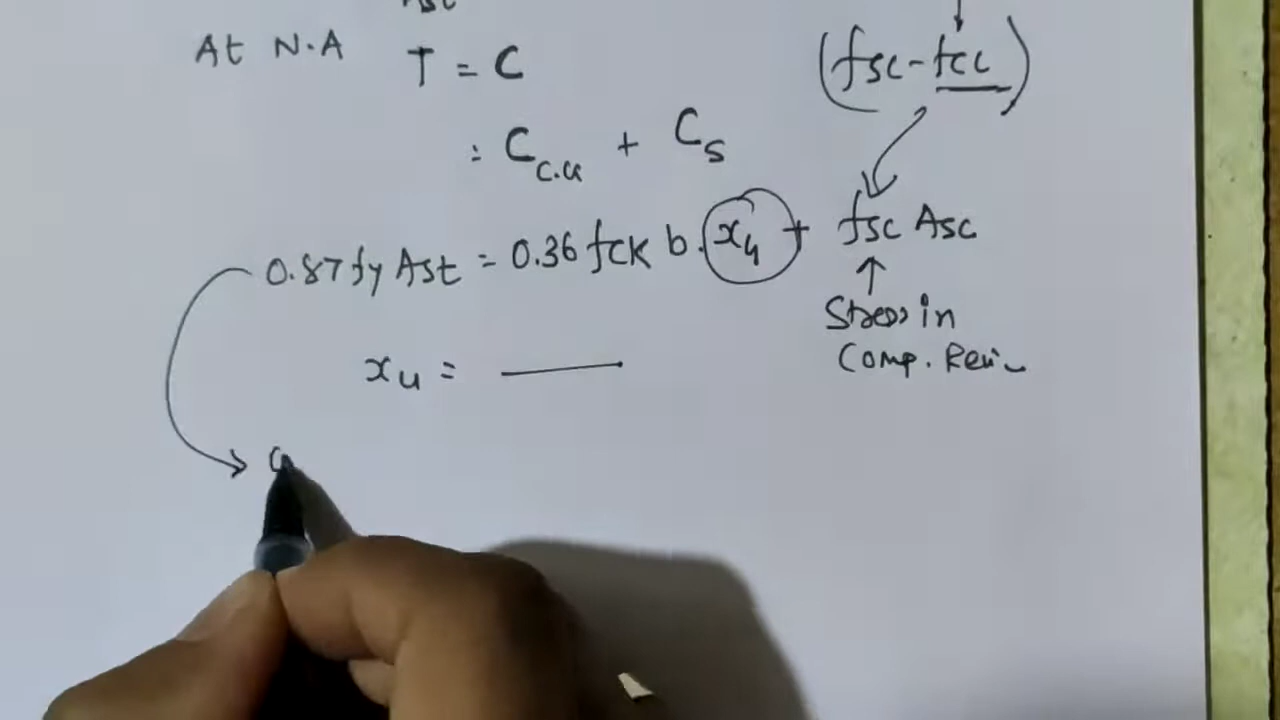 Ast
At N.A T = C
(fsc - fcc)
= Cc.u + Cs
0.87 fy Ast = 0.36 fck b. xu + fsc Asc
Stress in
xu =
Comp.